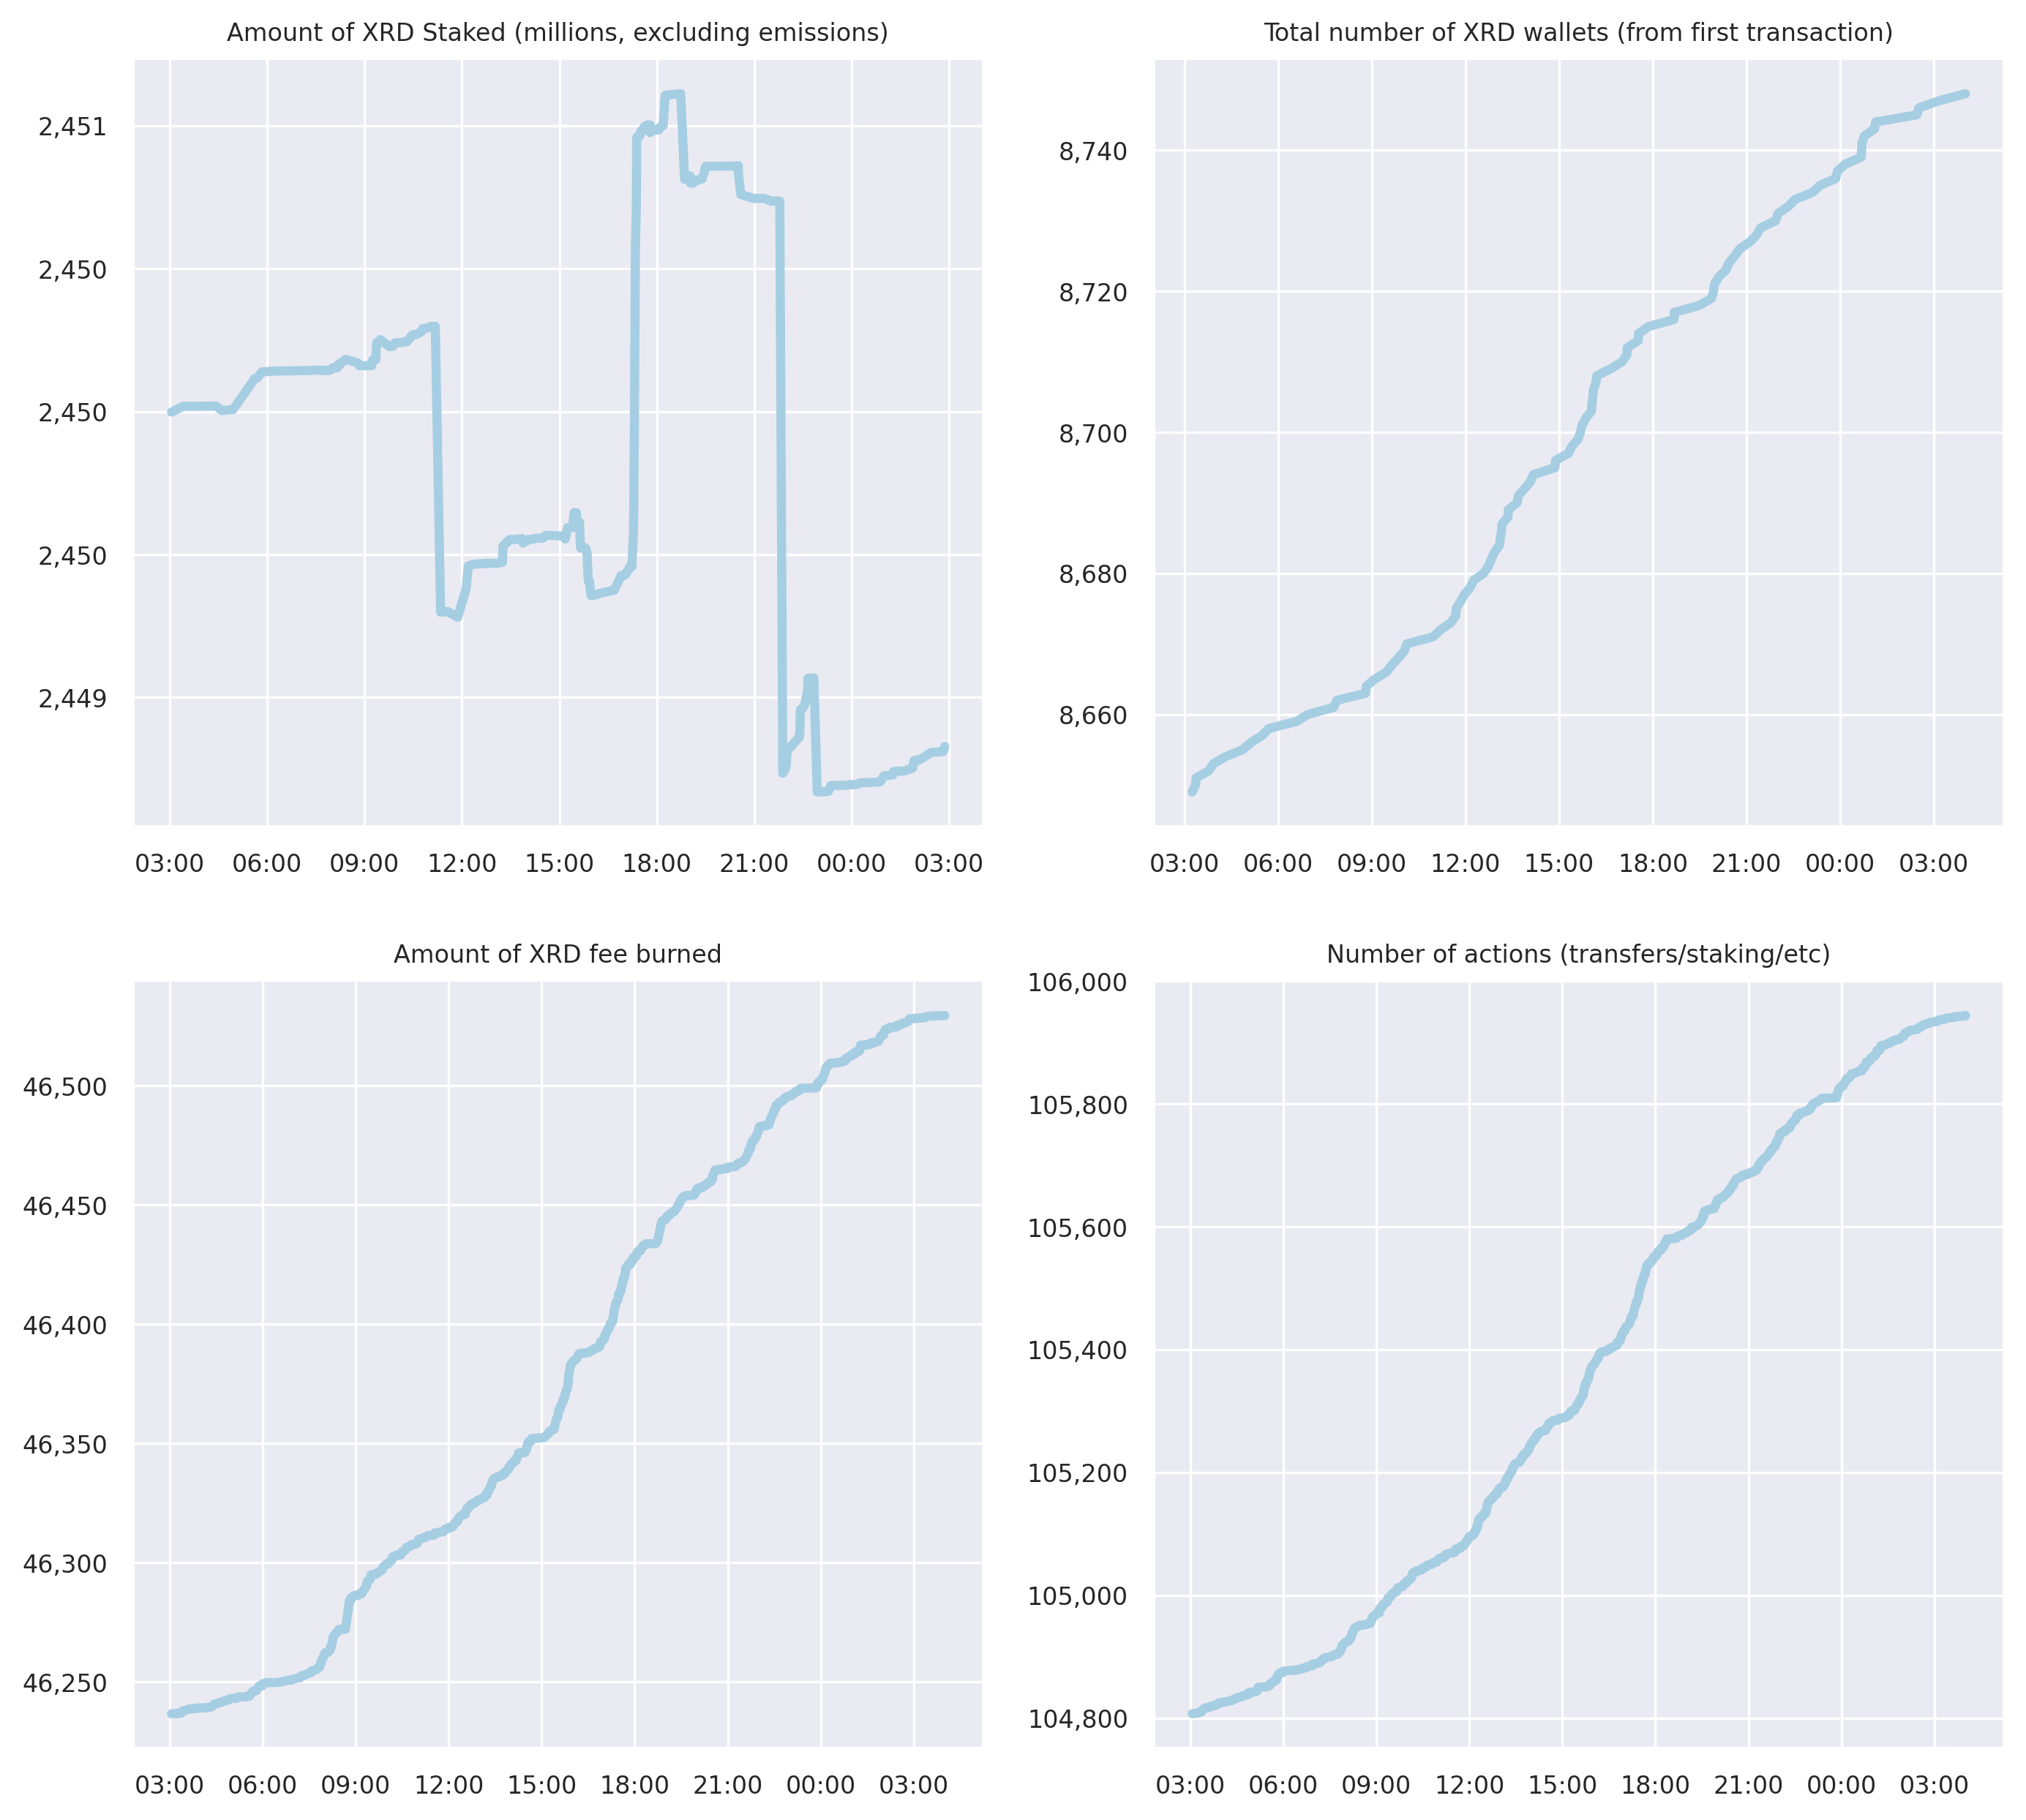 Amount of XRD Staked (millions, excluding emissions)
2,451
2,450
2,450
2,450
2,449
03:00 06:00 09:00 12:00 15:00 18:00 21:00 00:00 03:00
Total number of XRD wallets (from first transaction)
8,740
8,720
8,700
8,680
8,660
03:00 06:00 09:00 12:00 15:00 18:00 21:00 00:00 03:00
Amount of XRD fee burned
46,500
46,450
46,400
46,350
46,300
46,250
03:00 06:00 09:00 12:00 15:00 18:00 21:00 00:00 03:00
Number of actions (transfers/staking/etc)
106,000
105,800
105,600
105,400
105,200
105,000
104,800
03:00 06:00 09:00 12:00 15:00 18:00 21:00 00:00 03:00